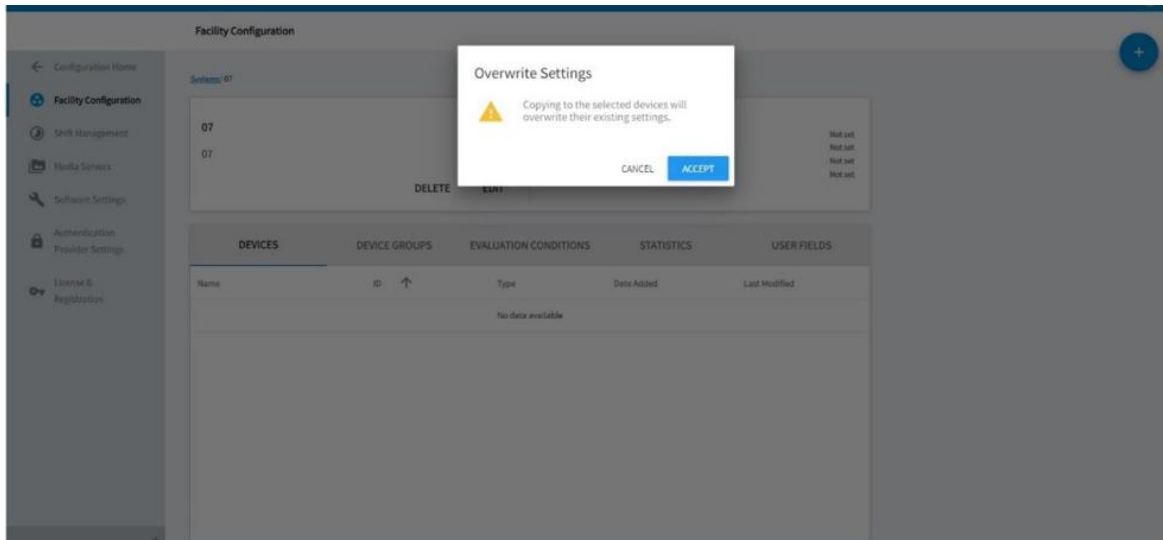 Facility Configuration
Configuration Home
Facility Configuration
Shift Management
Media Servers
Software Settings
Authentication
Provider Settings
License &
Registration
Systems/ 07
07
07
Not set
Not set
Not set
Not set
DELETE EDIT
Overwrite Settings
Copying to the selected devices will
overwrite their existing settings.
CANCEL ACCEPT
DEVICES DEVICE GROUPS EVALUATION CONDITIONS STATISTICS USER FIELDS
Name ID Type Date Added Last Modified
No data available